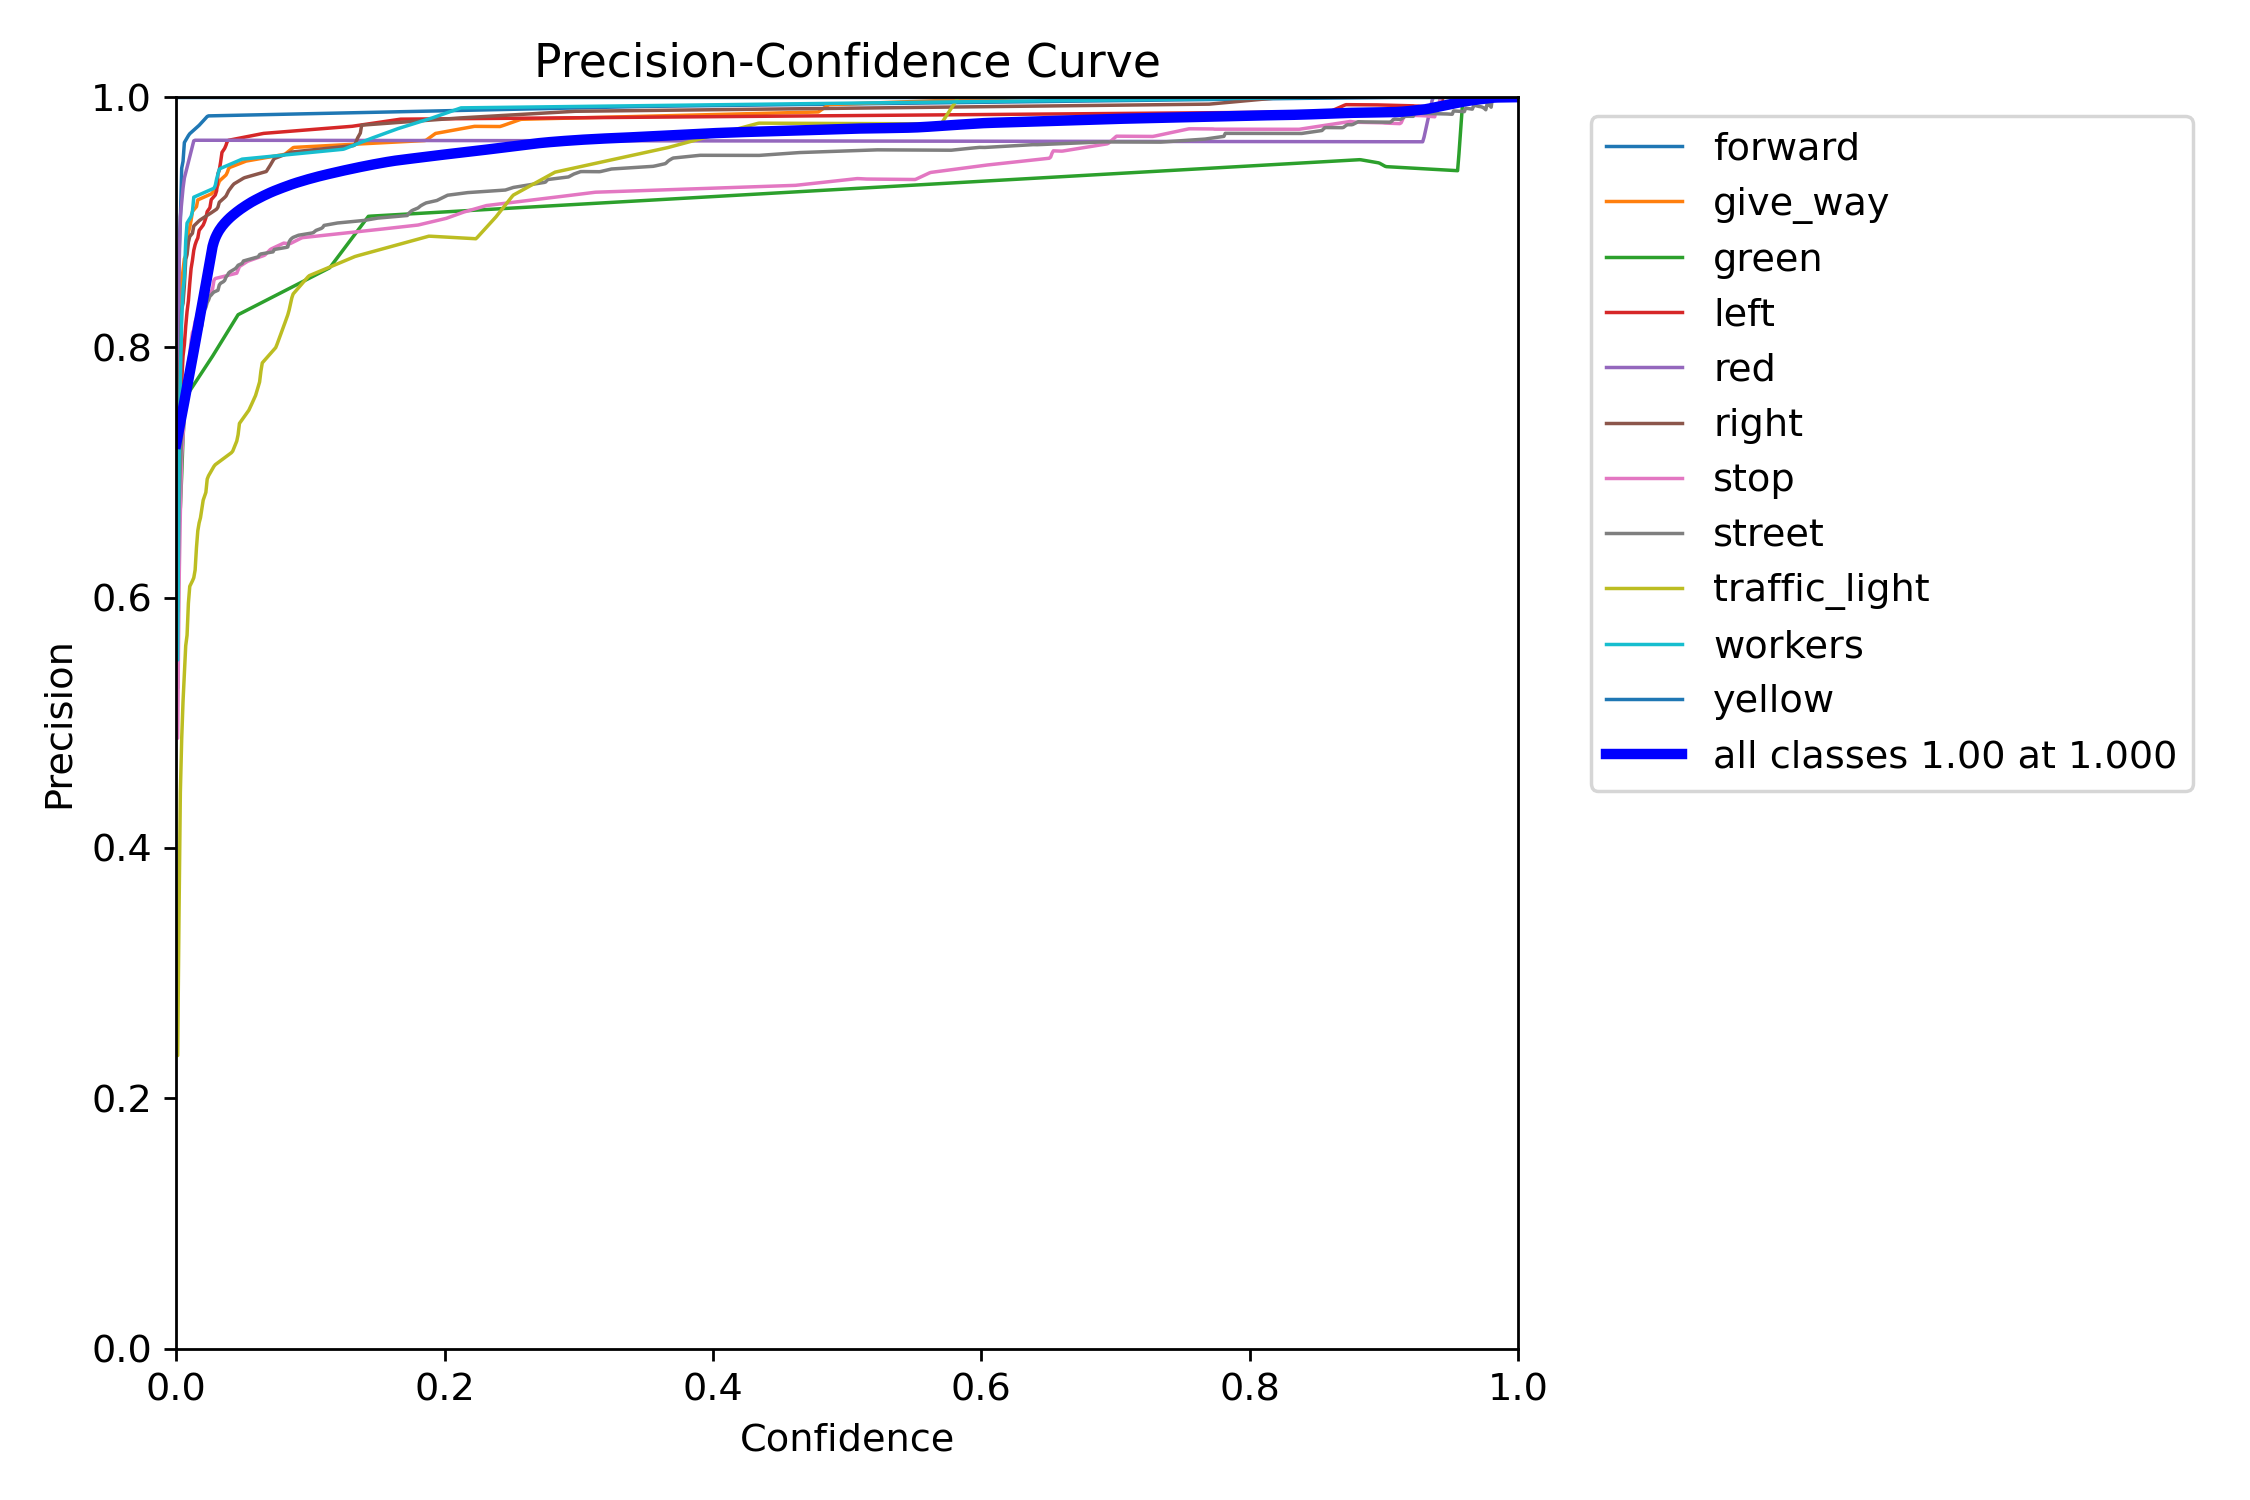 Precision-Confidence Curve
1.0
0.8
0.6
0.4
0.2
0.0
Precision
0.0 0.2 0.4 0.6 0.8 1.0
Confidence
forward
give_way
green
left
red
right
stop
street
traffic_light
workers
yellow
all classes 1.00 at 1.000